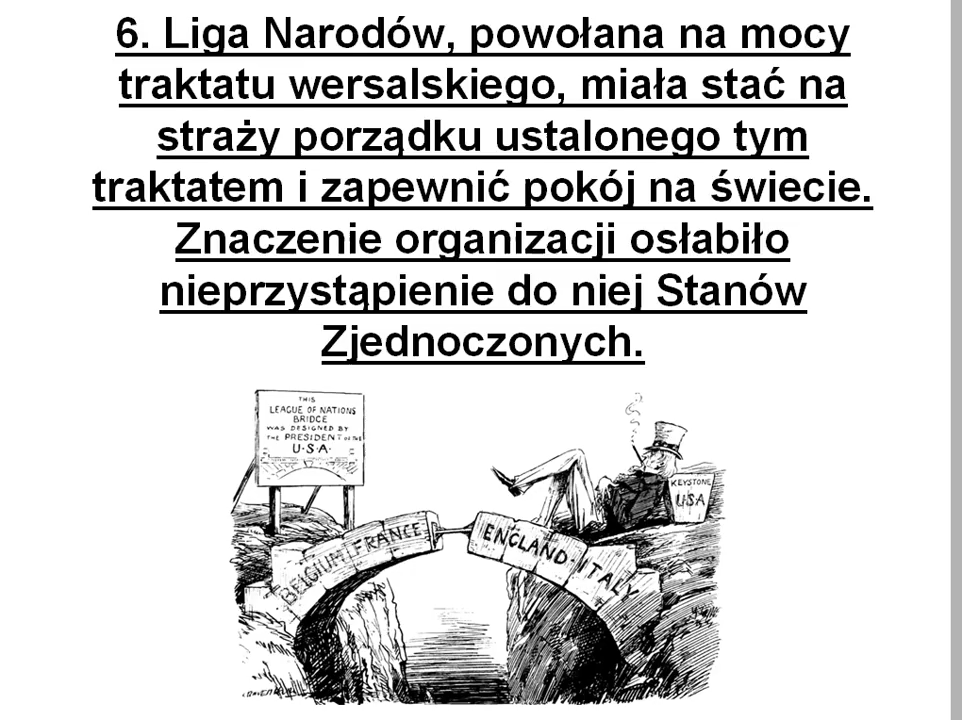 6. Liga Narodów, powołana na mocy
traktatu wersalskiego, miała stać na
straży porządku ustalonego tym
traktatem i zapewnić pokój na świecie.
Znaczenie organizacji osłabiło
nieprzystąpienie do niej Stanów
Zjednoczonych.
THIS
LEAGUE OF NATIONS
BRIDGE
WAS DESIGNED BY
THE PRESIDENT OF THE
U·S·A·
KEYSTONE
USA
BELGIUM FRANCE
ENGLAND·ITALY